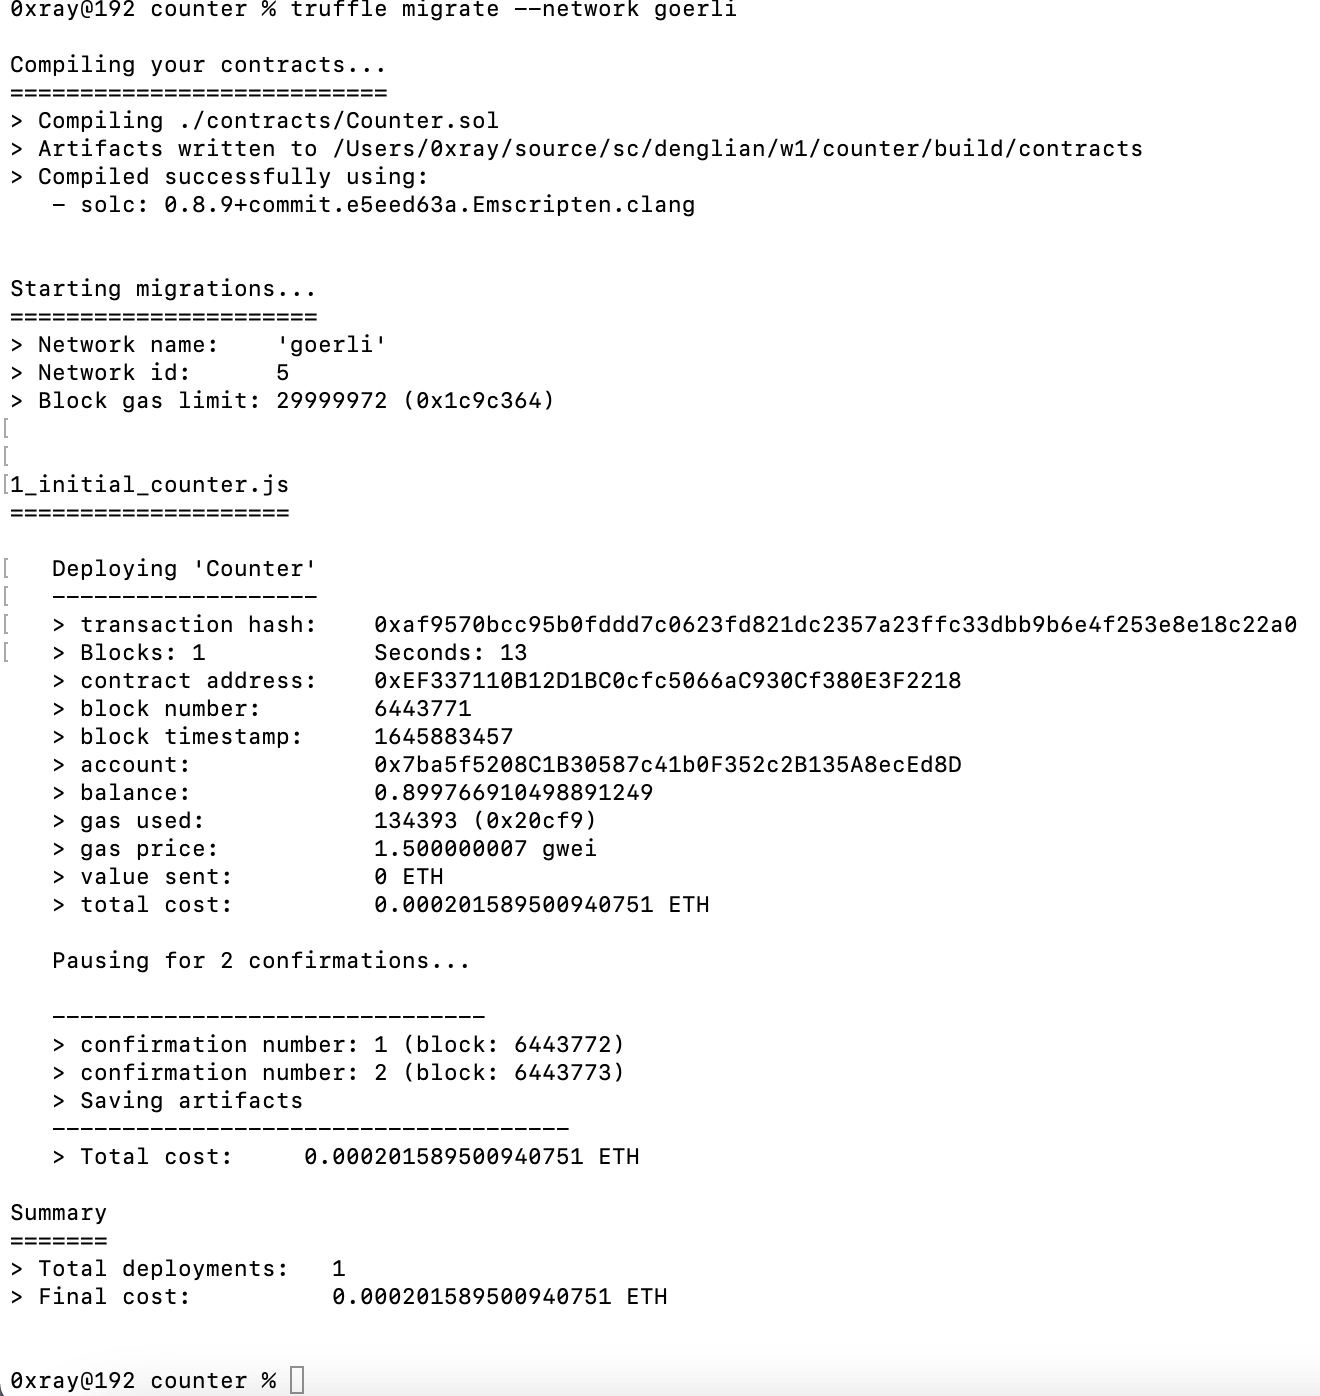 0xray@192 counter % truffle migrate --network goerli
Compiling your contracts...
===========================
> Compiling ./contracts/Counter.sol
> Artifacts written to /Users/0xray/source/sc/denglian/w1/counter/build/contracts
> Compiled successfully using:
- solc: 0.8.9+commit.e5eed63a.Emscripten.clang
Starting migrations...
======================
> Network name: 'goerli'
> Network id: 5
> Block gas limit: 29999972 (0x1c9c364)
[
[
[1_initial_counter.js
====================
[ Deploying 'Counter'
[ -------------------
[ > transaction hash: 0xaf9570bcc95b0fddd7c0623fd821dc2357a23ffc33dbb9b6e4f253e8e18c22a0
[ > Blocks: 1 Seconds: 13
> contract address: 0xEF337110B12D1BC0cfc5066aC930Cf380E3F2218
> block number: 6443771
> block timestamp: 1645883457
> account: 0x7ba5f5208C1B30587c41b0F352c2B135A8ecEd8D
> balance: 0.899766910498891249
> gas used: 134393 (0x20cf9)
> gas price: 1.500000007 gwei
> value sent: 0 ETH
> total cost: 0.000201589500940751 ETH
Pausing for 2 confirmations...
-------------------------------
> confirmation number: 1 (block: 6443772)
> confirmation number: 2 (block: 6443773)
> Saving artifacts
-------------------------------------
> Total cost: 0.000201589500940751 ETH
Summary
=======
> Total deployments: 1
> Final cost: 0.000201589500940751 ETH
0xray@192 counter %